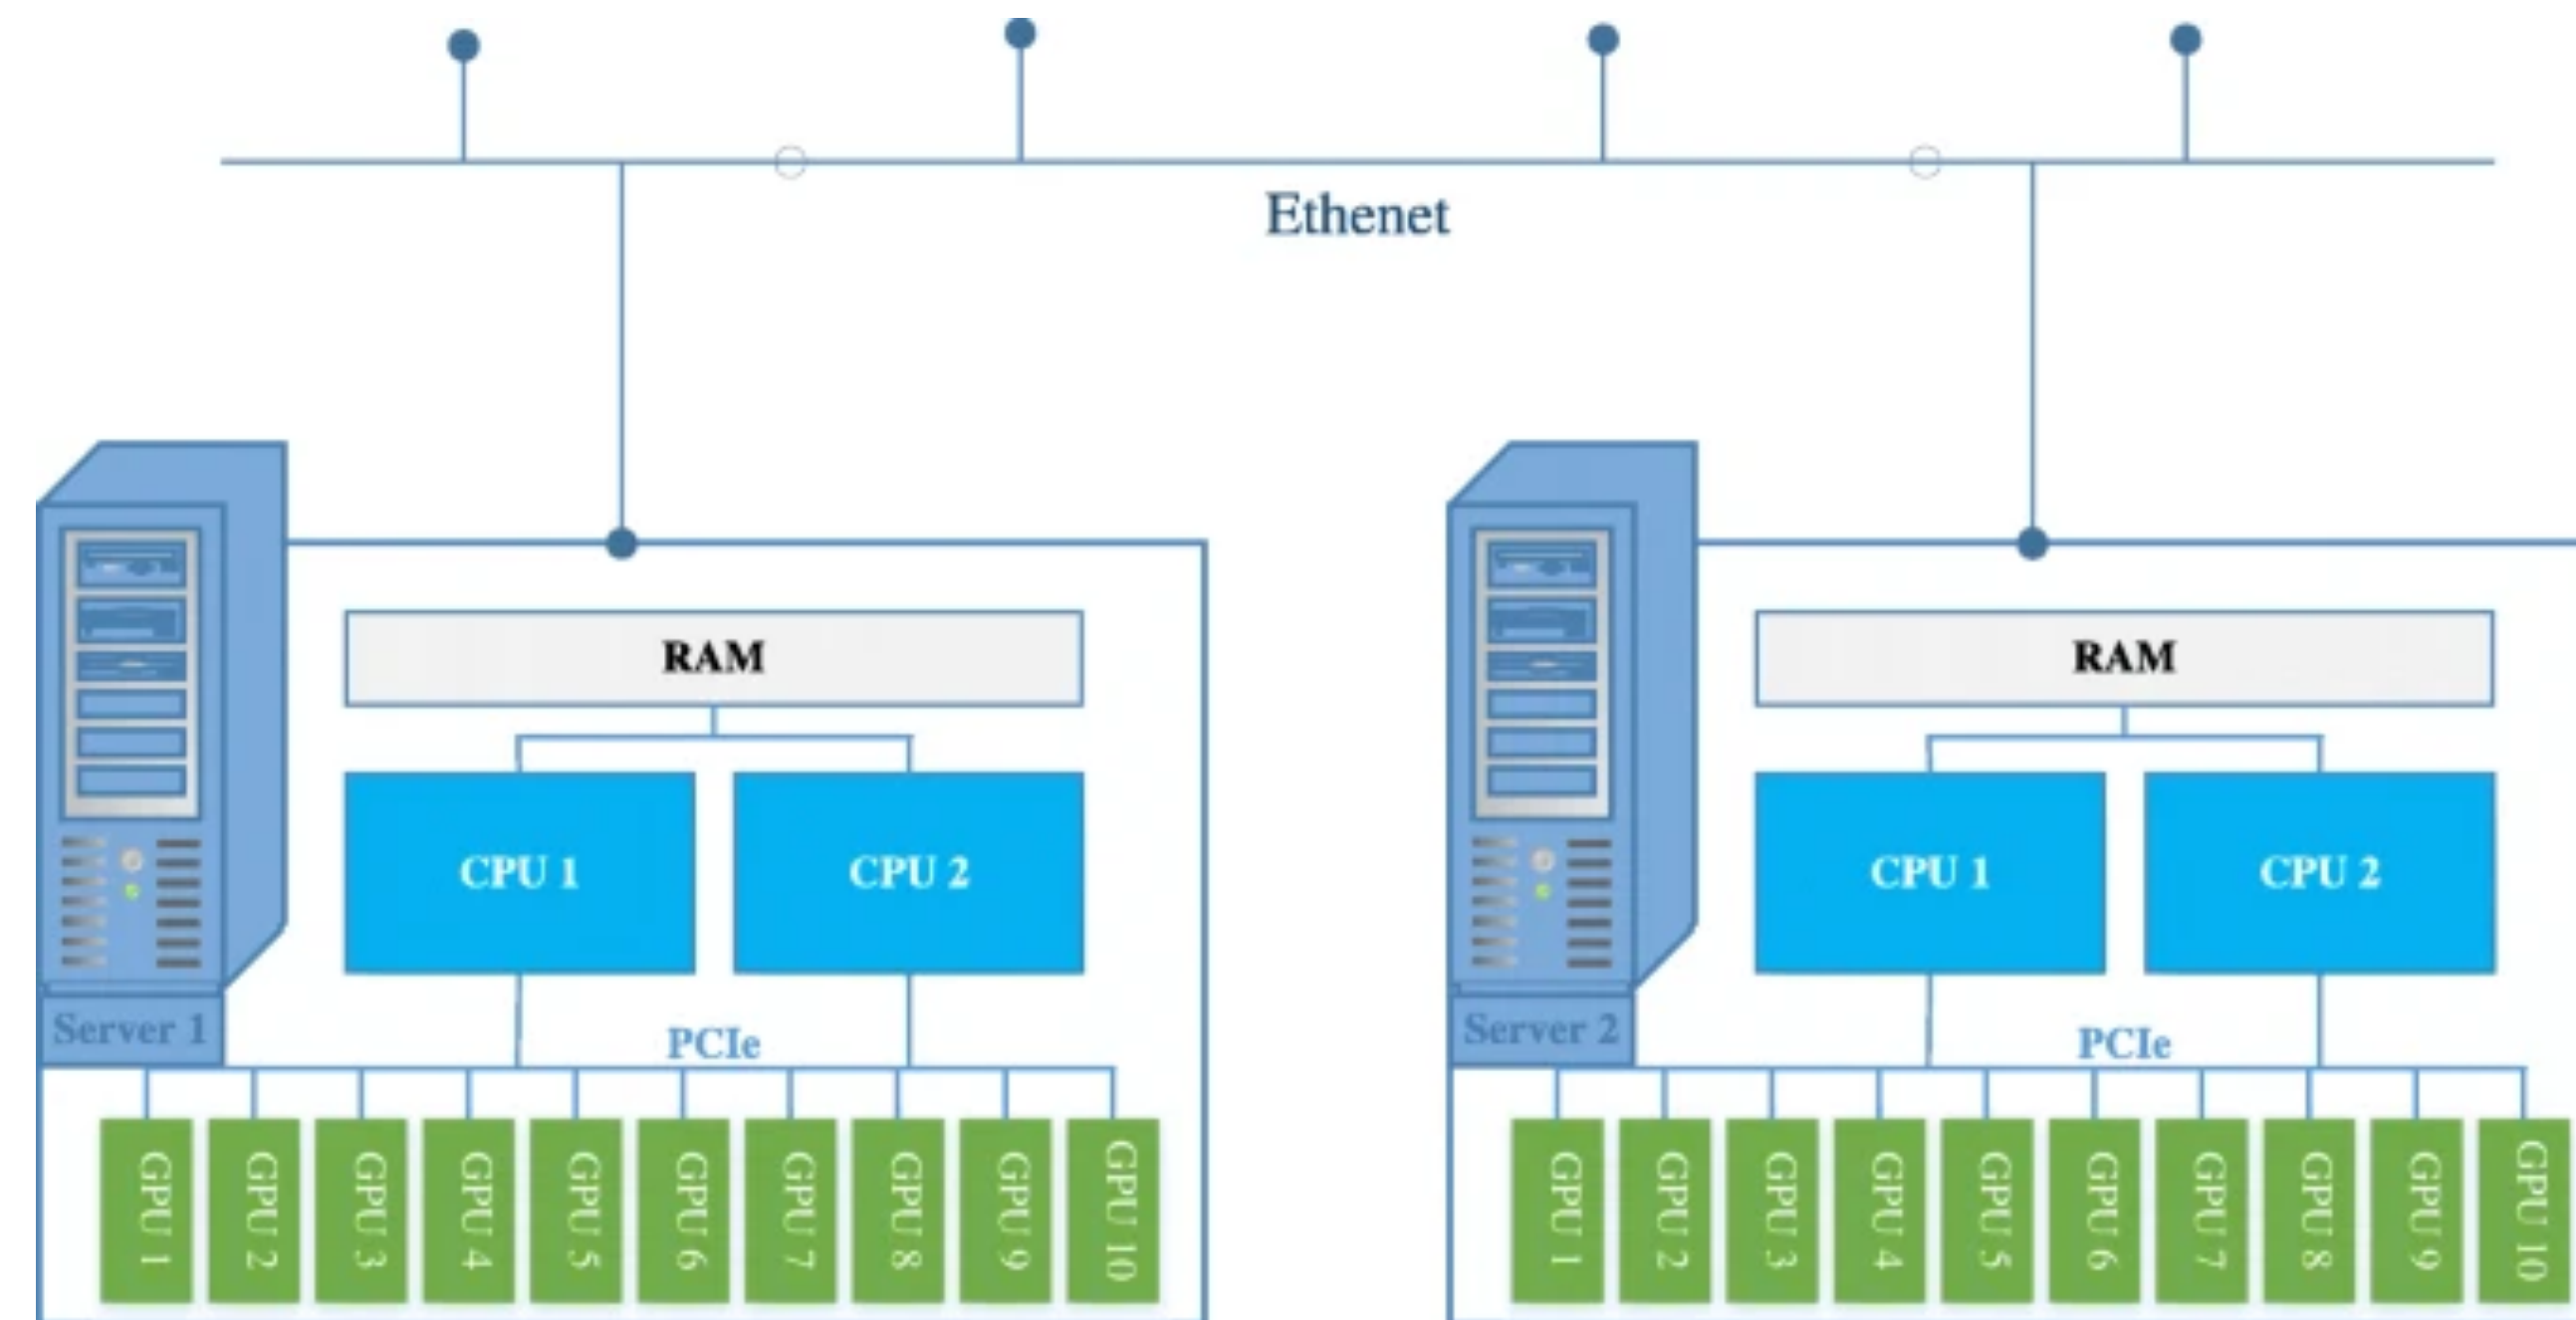 Ethenet
RAM
CPU 1
CPU 2
Server 1
PCIe
GPU 1
GPU 2
GPU 3
GPU 4
GPU 5
GPU 6
GPU 7
GPU 8
GPU 9
GPU 10
RAM
CPU 1
CPU 2
Server 2
PCIe
GPU 1
GPU 2
GPU 3
GPU 4
GPU 5
GPU 6
GPU 7
GPU 8
GPU 9
GPU 10